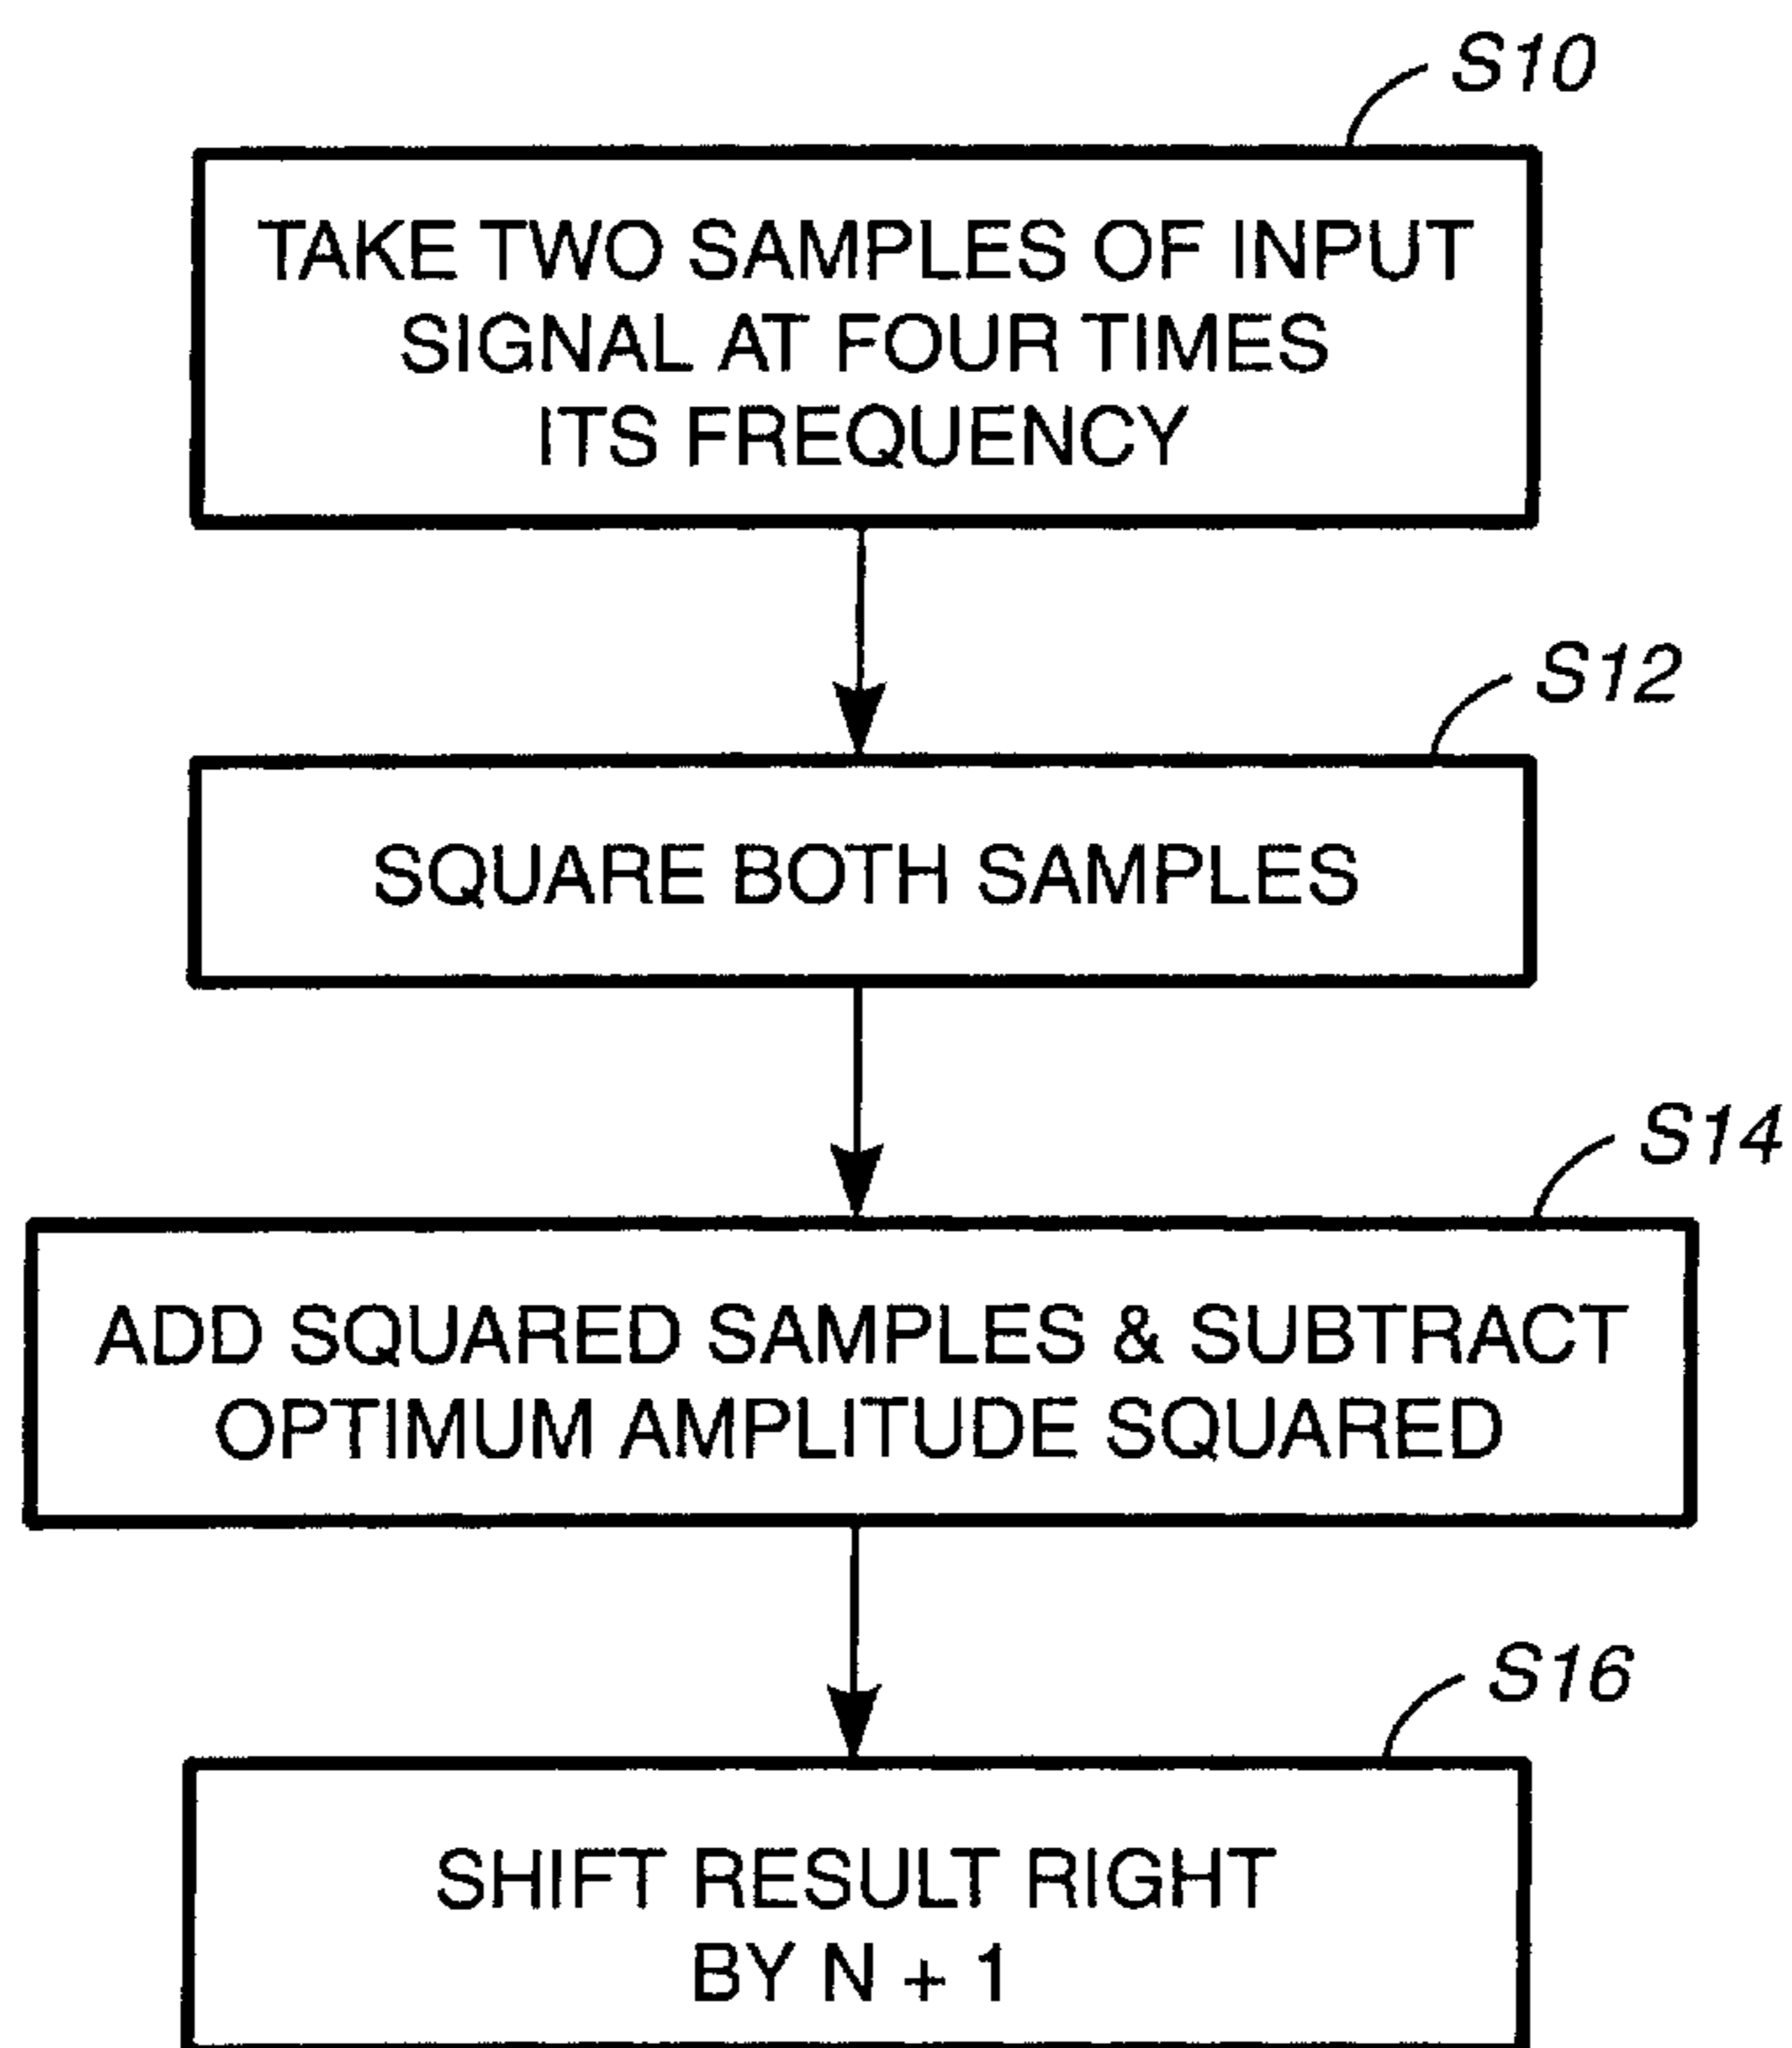 S10
TAKE TWO SAMPLES OF INPUT
SIGNAL AT FOUR TIMES
ITS FREQUENCY
S12
SQUARE BOTH SAMPLES
S14
ADD SQUARED SAMPLES & SUBTRACT
OPTIMUM AMPLITUDE SQUARED
S16
SHIFT RESULT RIGHT
BY N + 1